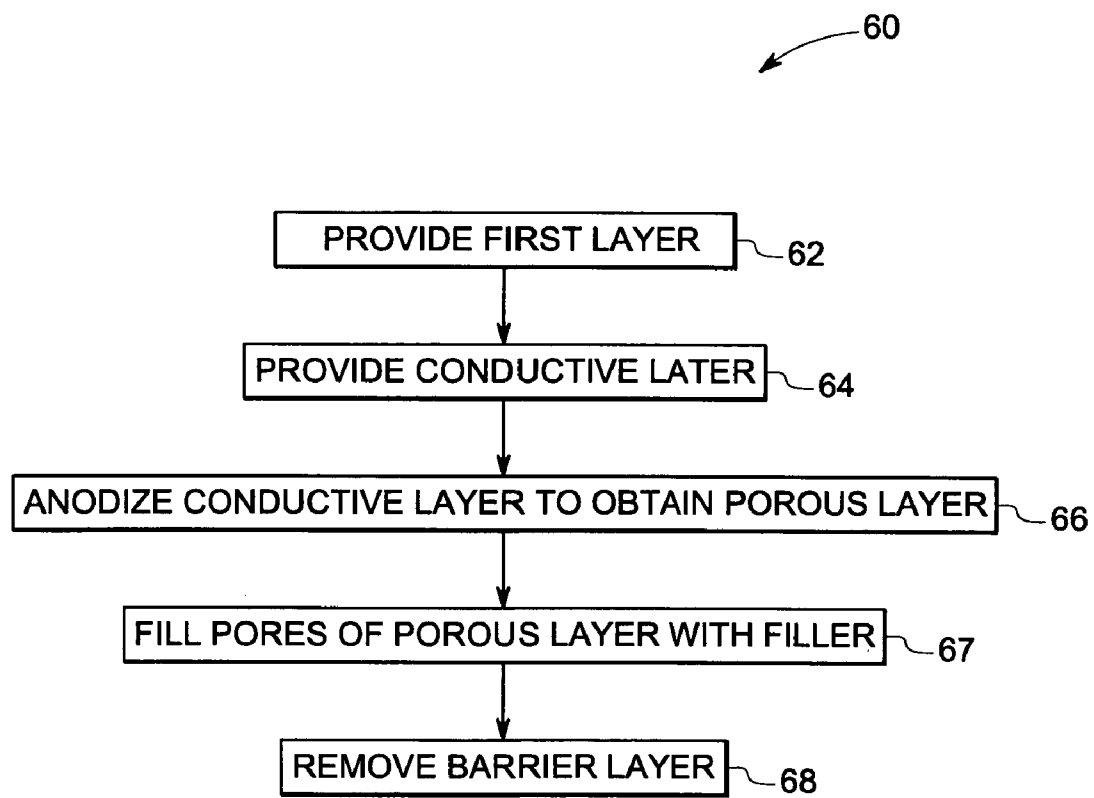 60
PROVIDE FIRST LAYER
62
PROVIDE CONDUCTIVE LATER
64
ANODIZE CONDUCTIVE LAYER TO OBTAIN POROUS LAYER
66
FILL PORES OF POROUS LAYER WITH FILLER
67
REMOVE BARRIER LAYER
68